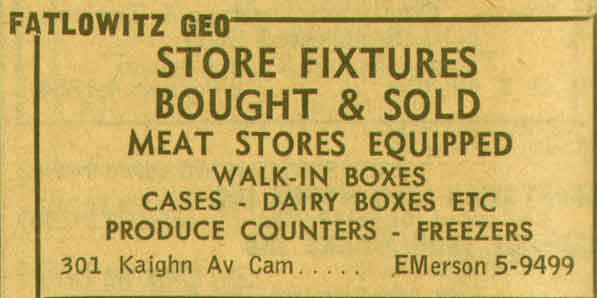 FATLOWITZ GEO
STORE FIXTURES
BOUGHT & SOLD
MEAT STORES EQUIPPED
WALK-IN BOXES
CASES - DAIRY BOXES ETC
PRODUCE COUNTERS - FREEZERS
301 Kaighn Av Cam..... EMerson 5-9499